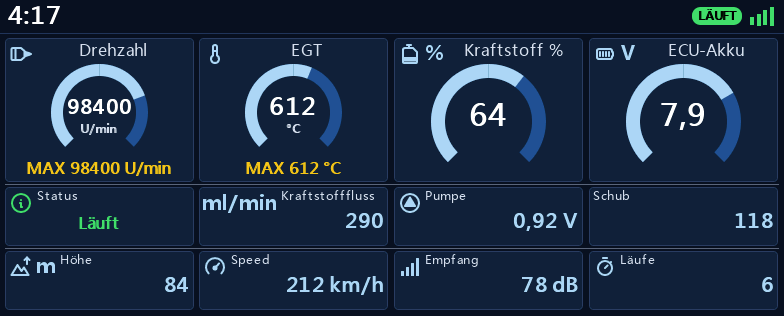 4:17 LÄUFT
Drehzahl
98400
U/min
MAX 98400 U/min
EGT
612
°C
MAX 612 °C
% Kraftstoff %
64
V ECU-Akku
7,9
Status
Läuft
ml/min Kraftstofffluss
290
Pumpe
0,92 V
Schub
118
m Höhe
84
Speed
212 km/h
Empfang
78 dB
Läufe
6